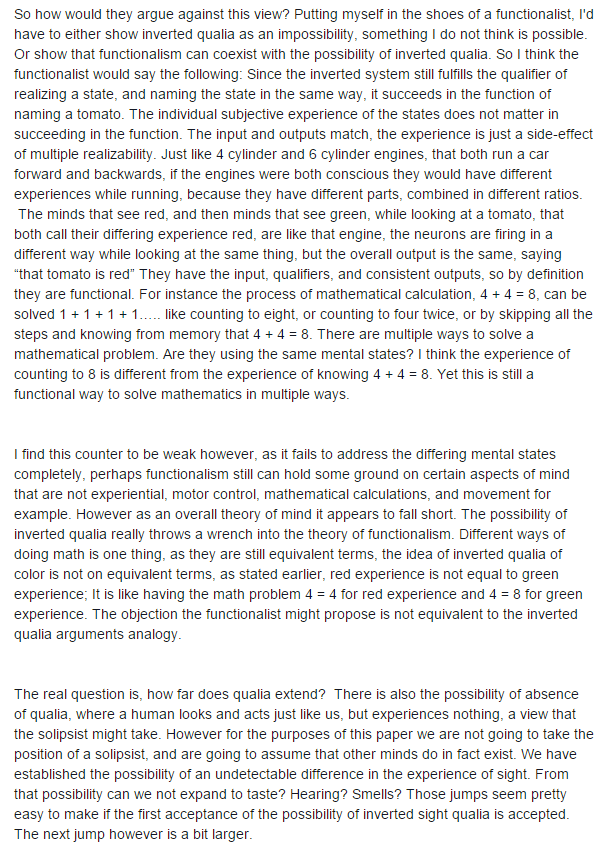 So how would they argue against this view? Putting myself in the shoes of a functionalist, I'd
have to either show inverted qualia as an impossibility, something I do not think is possible.
Or show that functionalism can coexist with the possibility of inverted qualia. So I think the
functionalist would say the following: Since the inverted system still fulfills the qualifier of
realizing a state, and naming the state in the same way, it succeeds in the function of
naming a tomato. The individual subjective experience of the states does not matter in
succeeding in the function. The input and outputs match, the experience is just a side-effect
of multiple realizability. Just like 4 cylinder and 6 cylinder engines, that both run a car
forward and backwards, if the engines were both conscious they would have different
experiences while running, because they have different parts, combined in different ratios.
The minds that see red, and then minds that see green, while looking at a tomato, that
both call their differing experience red, are like that engine, the neurons are firing in a
different way while looking at the same thing, but the overall output is the same, saying
“that tomato is red” They have the input, qualifiers, and consistent outputs, so by definition
they are functional. For instance the process of mathematical calculation, 4 + 4 = 8, can be
solved 1 + 1 + 1 + 1..... like counting to eight, or counting to four twice, or by skipping all the
steps and knowing from memory that 4 + 4 = 8. There are multiple ways to solve a
mathematical problem. Are they using the same mental states? I think the experience of
counting to 8 is different from the experience of knowing 4 + 4 = 8. Yet this is still a
functional way to solve mathematics in multiple ways.
I find this counter to be weak however, as it fails to address the differing mental states
completely, perhaps functionalism still can hold some ground on certain aspects of mind
that are not experiential, motor control, mathematical calculations, and movement for
example. However as an overall theory of mind it appears to fall short. The possibility of
inverted qualia really throws a wrench into the theory of functionalism. Different ways of
doing math is one thing, as they are still equivalent terms, the idea of inverted qualia of
color is not on equivalent terms, as stated earlier, red experience is not equal to green
experience; It is like having the math problem 4 = 4 for red experience and 4 = 8 for green
experience. The objection the functionalist might propose is not equivalent to the inverted
qualia arguments analogy.
The real question is, how far does qualia extend?  There is also the possibility of absence
of qualia, where a human looks and acts just like us, but experiences nothing, a view that
the solipsist might take. However for the purposes of this paper we are not going to take the
position of a solipsist, and are going to assume that other minds do in fact exist. We have
established the possibility of an undetectable difference in the experience of sight. From
that possibility can we not expand to taste? Hearing? Smells? Those jumps seem pretty
easy to make if the first acceptance of the possibility of inverted sight qualia is accepted.
The next jump however is a bit larger.